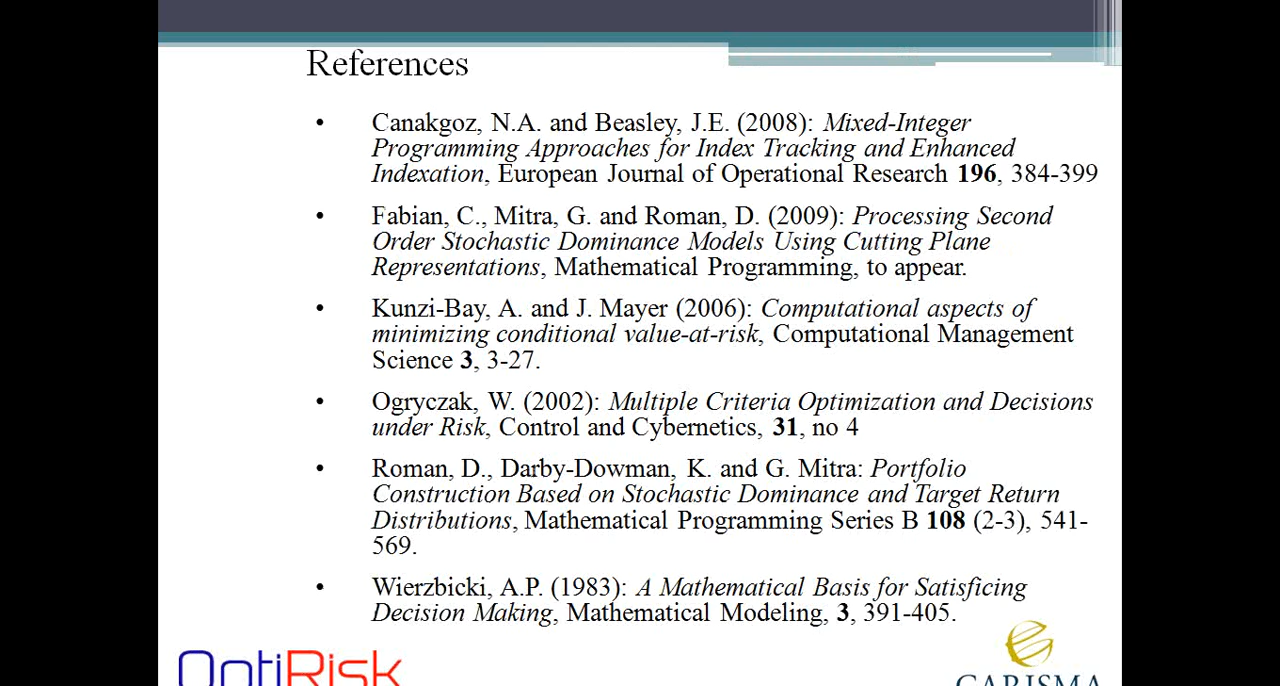 References
• Canakgoz, N.A. and Beasley, J.E. (2008): Mixed-Integer
Programming Approaches for Index Tracking and Enhanced
Indexation, European Journal of Operational Research 196, 384-399
• Fabian, C., Mitra, G. and Roman, D. (2009): Processing Second
Order Stochastic Dominance Models Using Cutting Plane
Representations, Mathematical Programming, to appear.
• Kunzi-Bay, A. and J. Mayer (2006): Computational aspects of
minimizing conditional value-at-risk, Computational Management
Science 3, 3-27.
• Ogryczak, W. (2002): Multiple Criteria Optimization and Decisions
under Risk, Control and Cybernetics, 31, no 4
• Roman, D., Darby-Dowman, K. and G. Mitra: Portfolio
Construction Based on Stochastic Dominance and Target Return
Distributions, Mathematical Programming Series B 108 (2-3), 541-
569.
• Wierzbicki, A.P. (1983): A Mathematical Basis for Satisficing
Decision Making, Mathematical Modeling, 3, 391-405.
OptiRisk
CARISMA